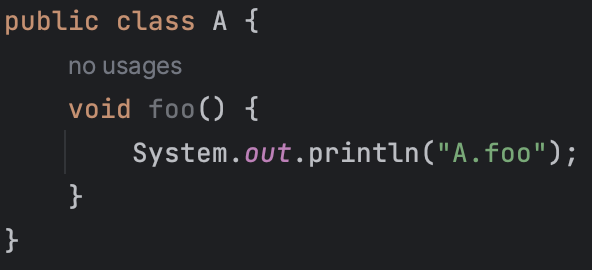 public class A {
    no usages
    void foo() {
        System.out.println("A.foo");
    }
}